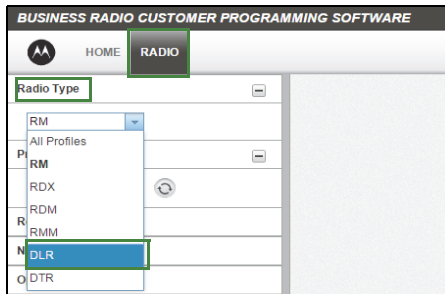 BUSINESS RADIO CUSTOMER PROGRAMMING SOFTWARE
HOME RADIO
Radio Type
RM
All Profiles
P
RM
RDX
RDM
R
RMM
N
DLR
O
DTR